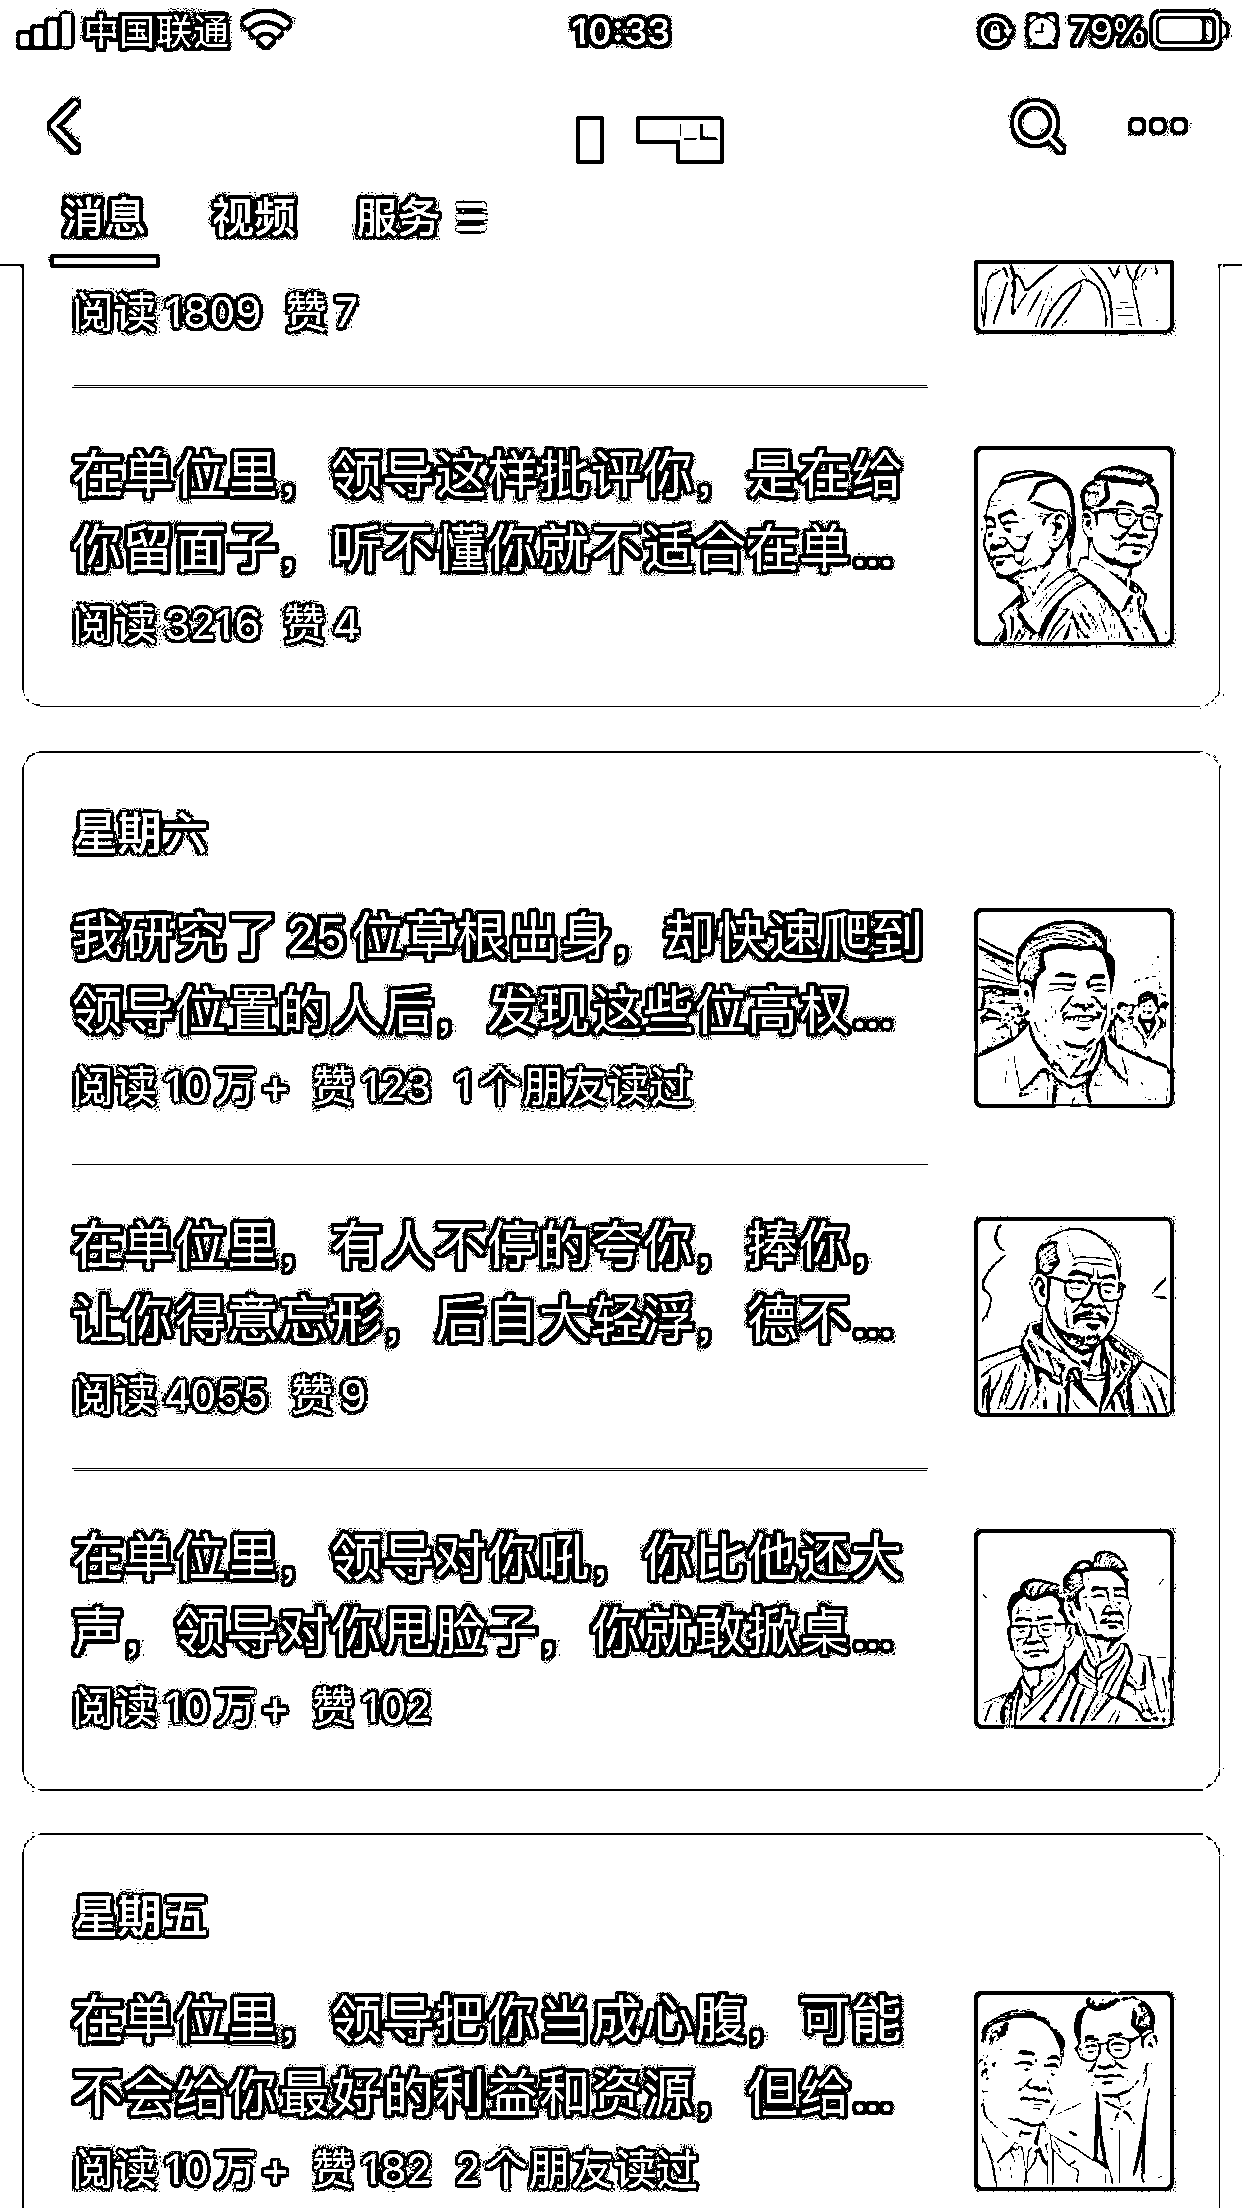 中国联通 10:33 79%
消息 视频 服务
阅读 1809 赞 7
在单位里，领导这样批评你，是在给
你留面子，听不懂你就不适合在单...
阅读 3216 赞 4
星期六
我研究了 25 位草根出身，却快速爬到
领导位置的人后，发现这些位高权...
阅读 10万+ 赞 123 1个朋友读过
在单位里，有人不停的夸你，捧你，
让你得意忘形，后自大轻浮，德不...
阅读 4055 赞 9
在单位里，领导对你吼，你比他还大
声，领导对你甩脸子，你就敢掀桌...
阅读 10万+ 赞 102
星期五
在单位里，领导把你当成心腹，可能
不会给你最好的利益和资源，但给...
阅读 10万+ 赞 182 2个朋友读过